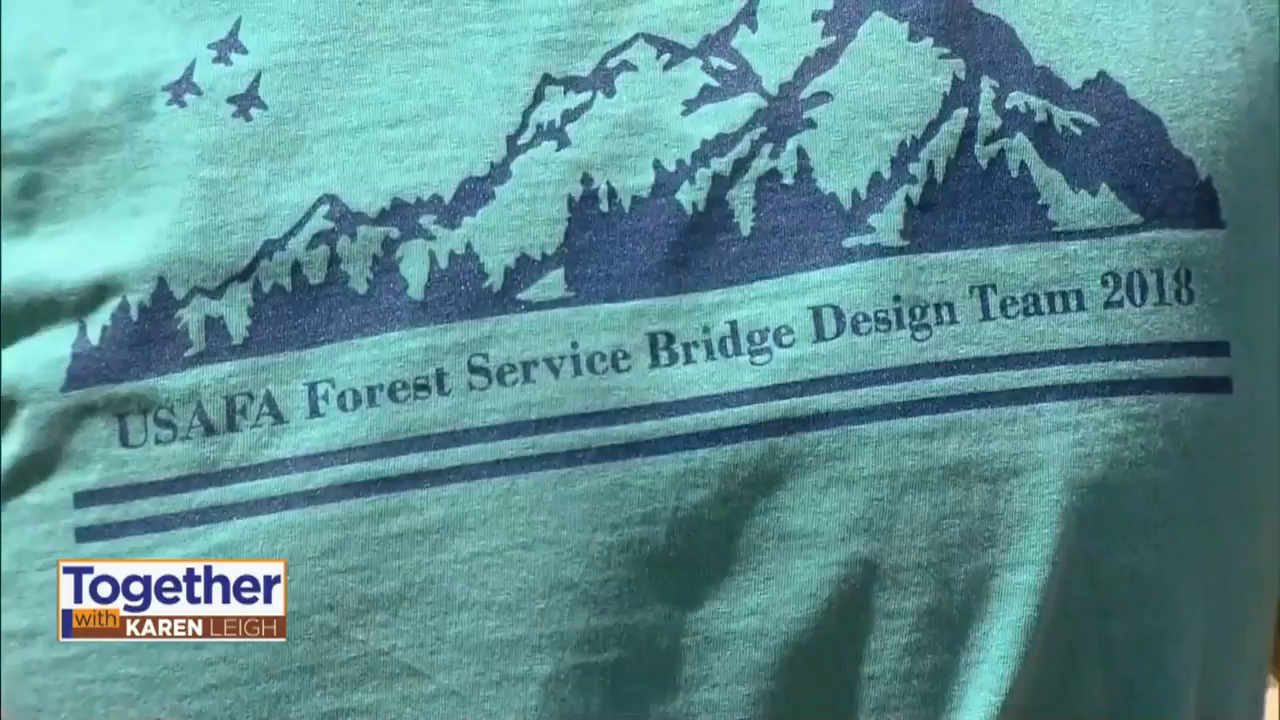 USAFA Forest Service Bridge Design Team 2018
Together
with KAREN LEIGH